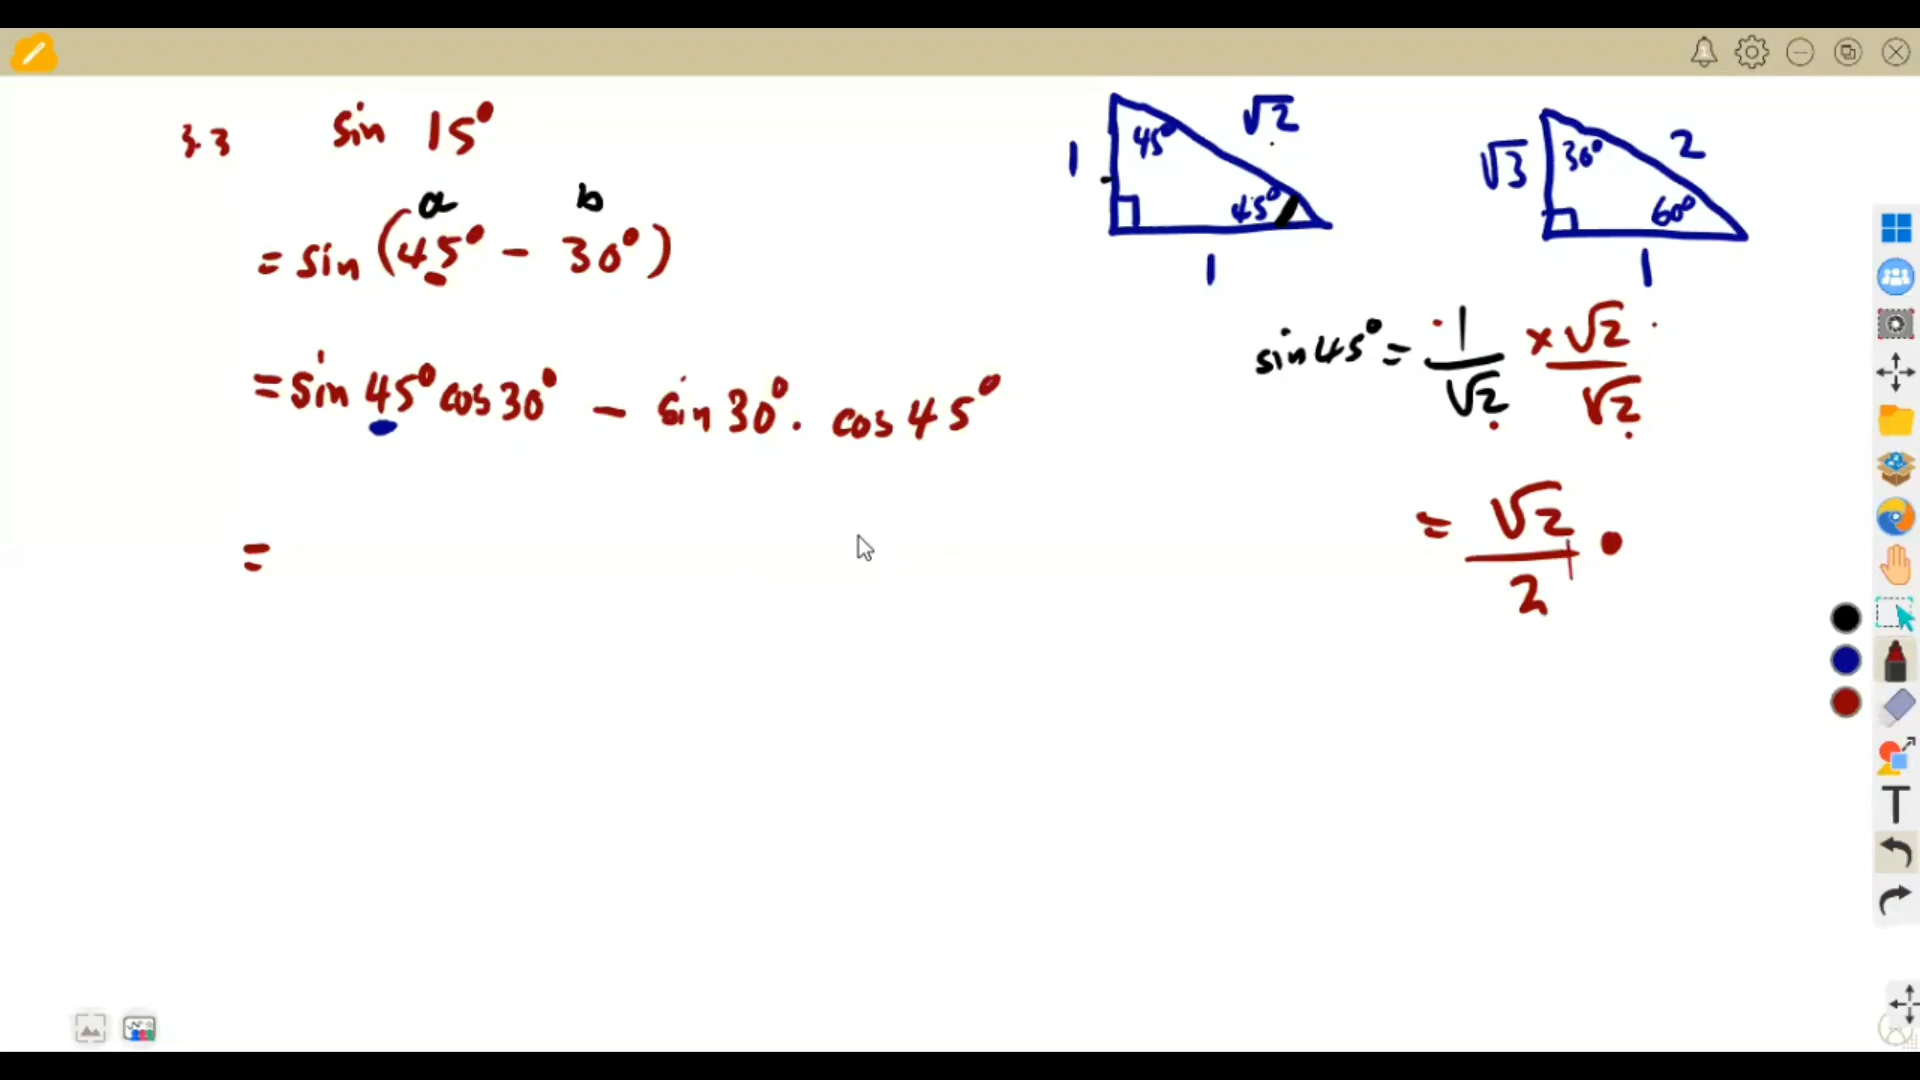 3.3 sin 15°
a b
= sin (45° - 30°)
= sin 45° cos 30° - sin 30° . cos 45°
=
45° √2
1
45°
1
√3 30° 2
60°
1
sin 45° = 1/√2 × √2/√2
= √2/2
T